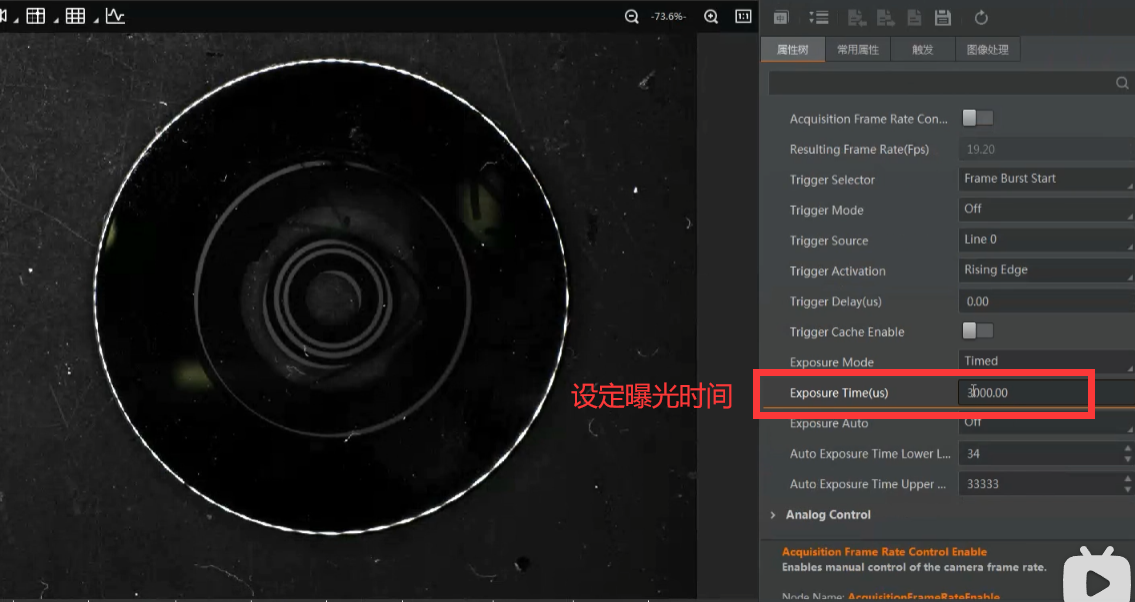 -73.6%-
1:1
属性树 常用属性 触发 图像处理
Acquisition Frame Rate Con...
Resulting Frame Rate(Fps) 19.20
Trigger Selector Frame Burst Start
Trigger Mode Off
Trigger Source Line 0
Trigger Activation Rising Edge
Trigger Delay(us) 0.00
Trigger Cache Enable
Exposure Mode Timed
设定曝光时间
Exposure Time(us) 3000.00
Exposure Auto Off
Auto Exposure Time Lower L... 34
Auto Exposure Time Upper ... 33333
Analog Control
Acquisition Frame Rate Control Enable
Enables manual control of the camera frame rate.
Node Name: AcquisitionFrameRateEnable